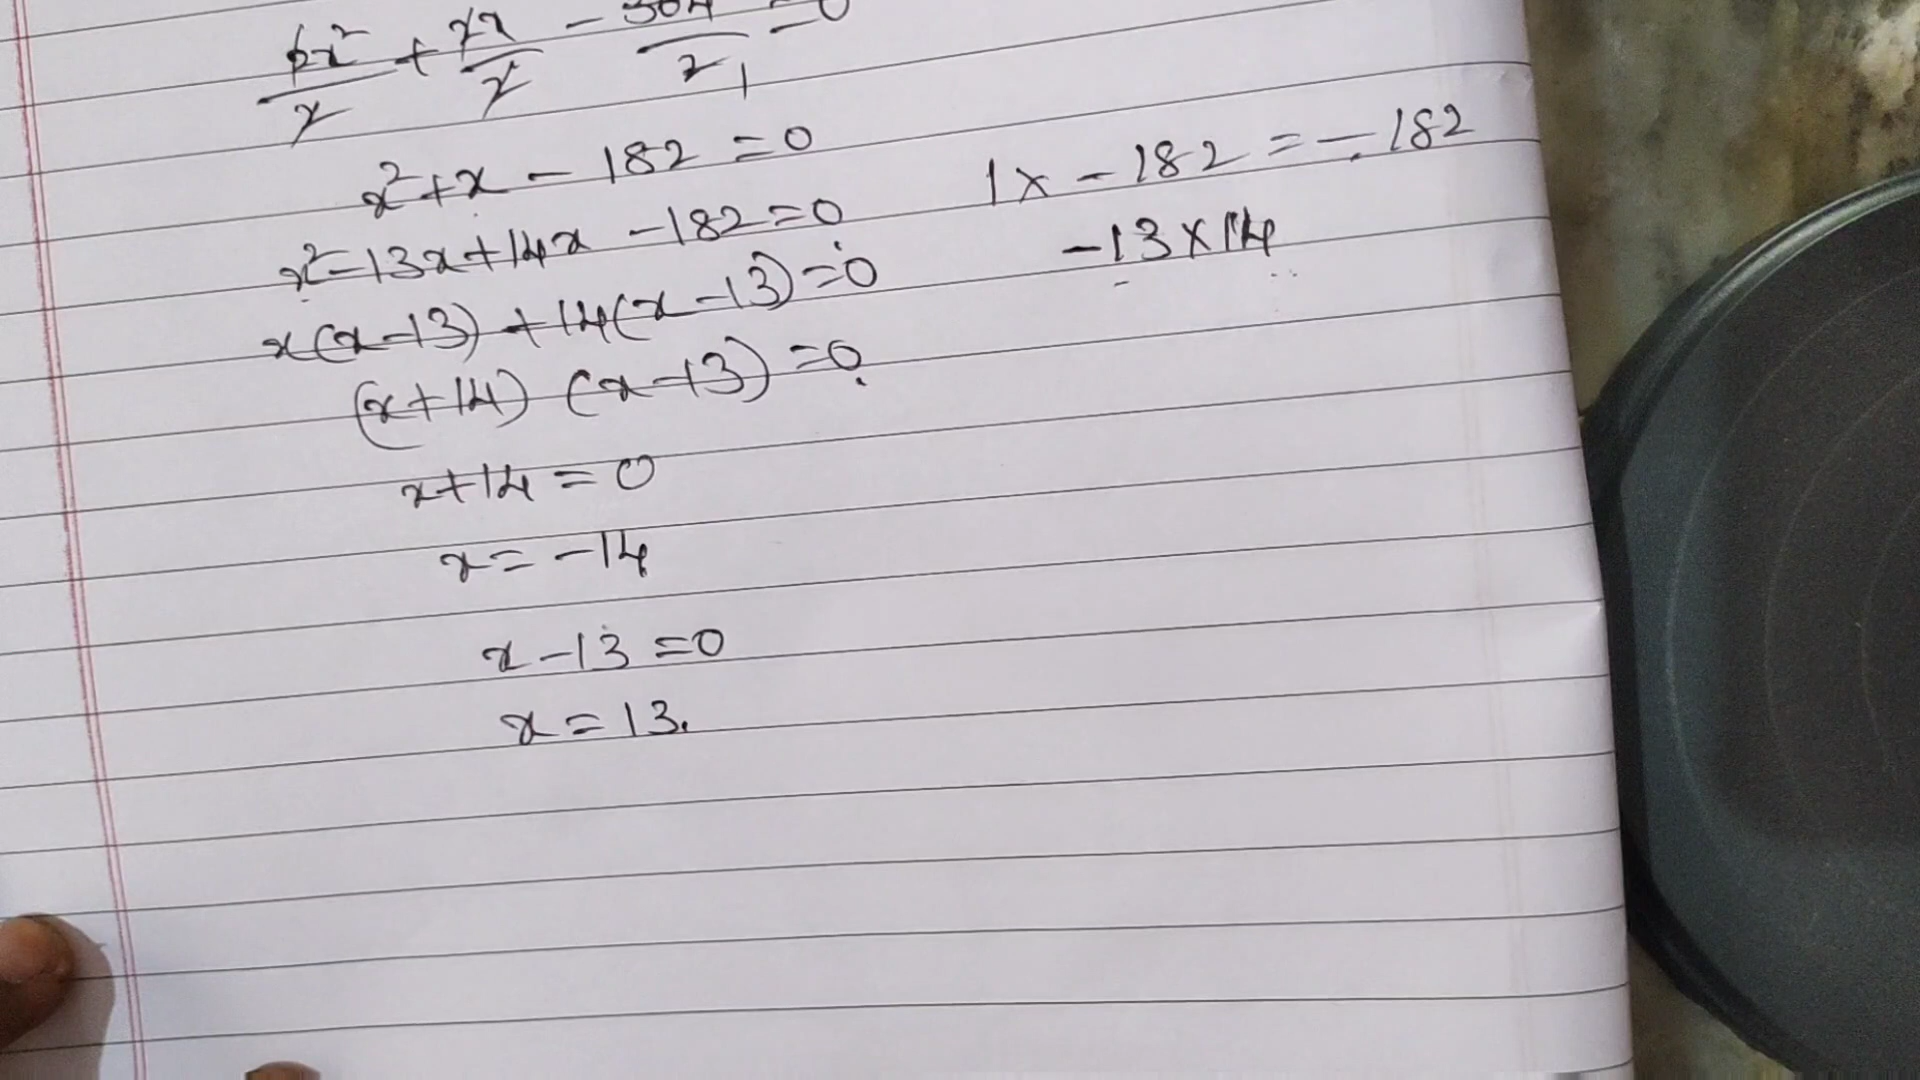 x² + x - 182 = 0
x² - 13x + 14x - 182 = 0
x(x - 13) + 14(x - 13) = 0
(x + 14) (x - 13) = 0
x + 14 = 0
x = -14
x - 13 = 0
x = 13.
1 x - 182 = - 182
-13 x 14